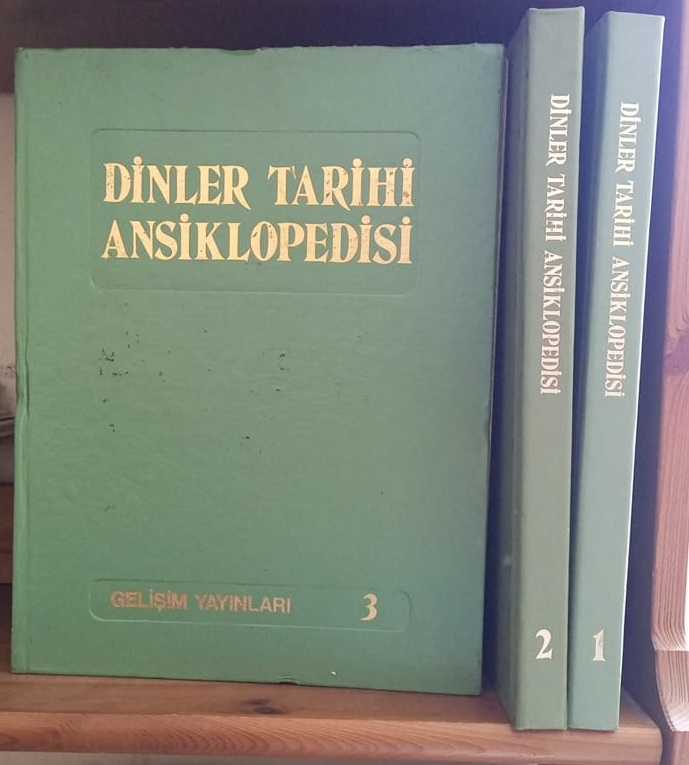 DİNLER TARİHİ
ANSİKLOPEDİSİ
GELİŞİM YAYINLARI 3
DİNLER TARİHİ ANSİKLOPEDİSİ 2
DİNLER TARİHİ ANSİKLOPEDİSİ 1